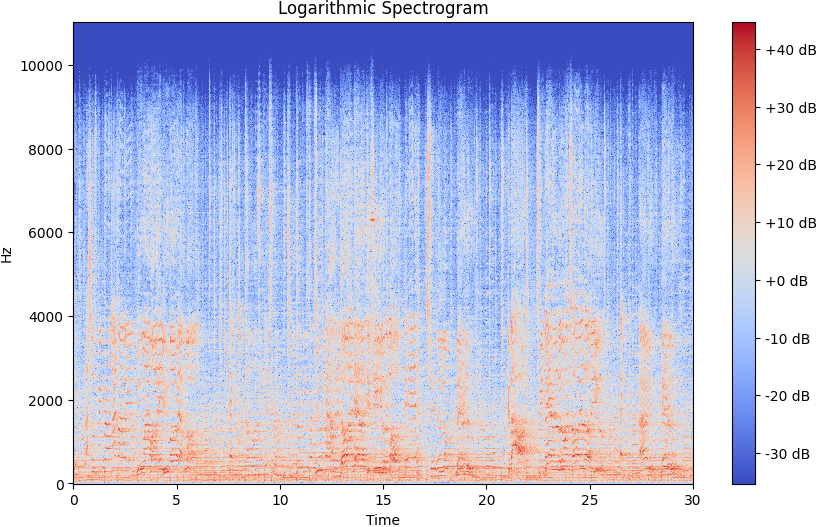 Logarithmic Spectrogram
Hz
10000
8000
6000
4000
2000
0
0 5 10 15 20 25 30
Time
+40 dB
+30 dB
+20 dB
+10 dB
+0 dB
-10 dB
-20 dB
-30 dB